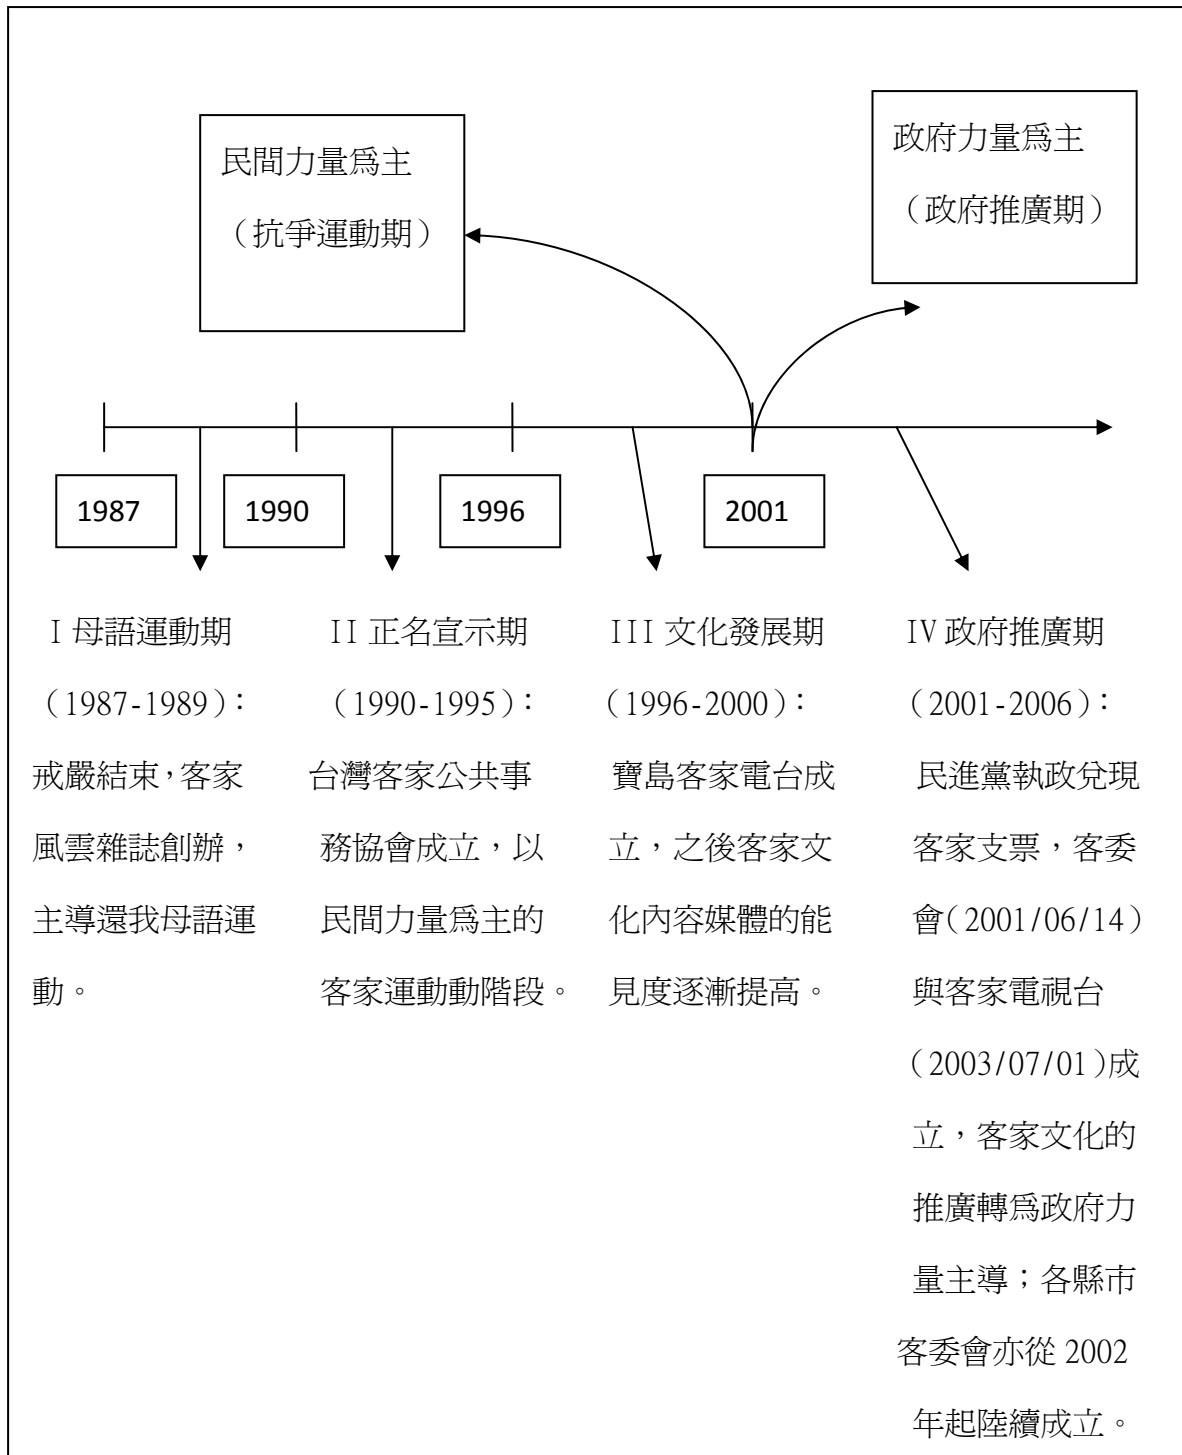 民間力量爲主
（抗爭運動期）
政府力量爲主
（政府推廣期）
1987
1990
1996
2001
I 母語運動期
（1987-1989）：
戒嚴結束，客家
風雲雜誌創辦，
主導還我母語運
動。
II 正名宣示期
（1990-1995）：
台灣客家公共事
務協會成立，以
民間力量爲主的
客家運動動階段。
III 文化發展期
（1996-2000）：
寶島客家電台成
立，之後客家文
化內容媒體的能
見度逐漸提高。
IV 政府推廣期
（2001-2006）：
民進黨執政兌現
客家支票，客委
會（2001/06/14）
與客家電視台
（2003/07/01）成
立，客家文化的
推廣轉爲政府力
量主導；各縣市
客委會亦從 2002
年起陸續成立。